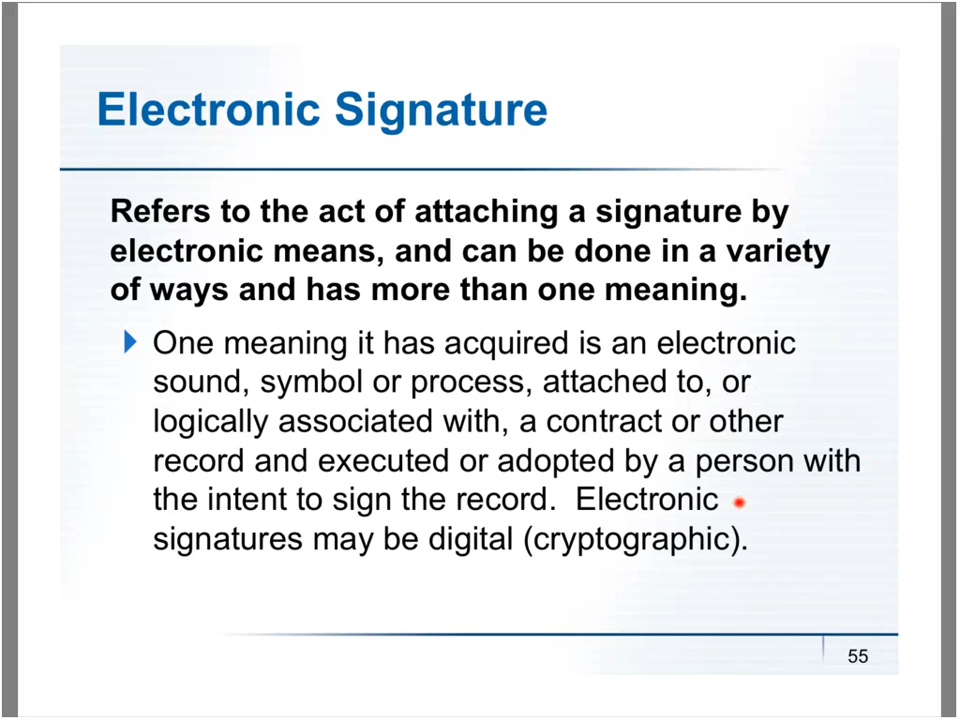 Electronic Signature
Refers to the act of attaching a signature by
electronic means, and can be done in a variety
of ways and has more than one meaning.
One meaning it has acquired is an electronic
sound, symbol or process, attached to, or
logically associated with, a contract or other
record and executed or adopted by a person with
the intent to sign the record.  Electronic
signatures may be digital (cryptographic).
55